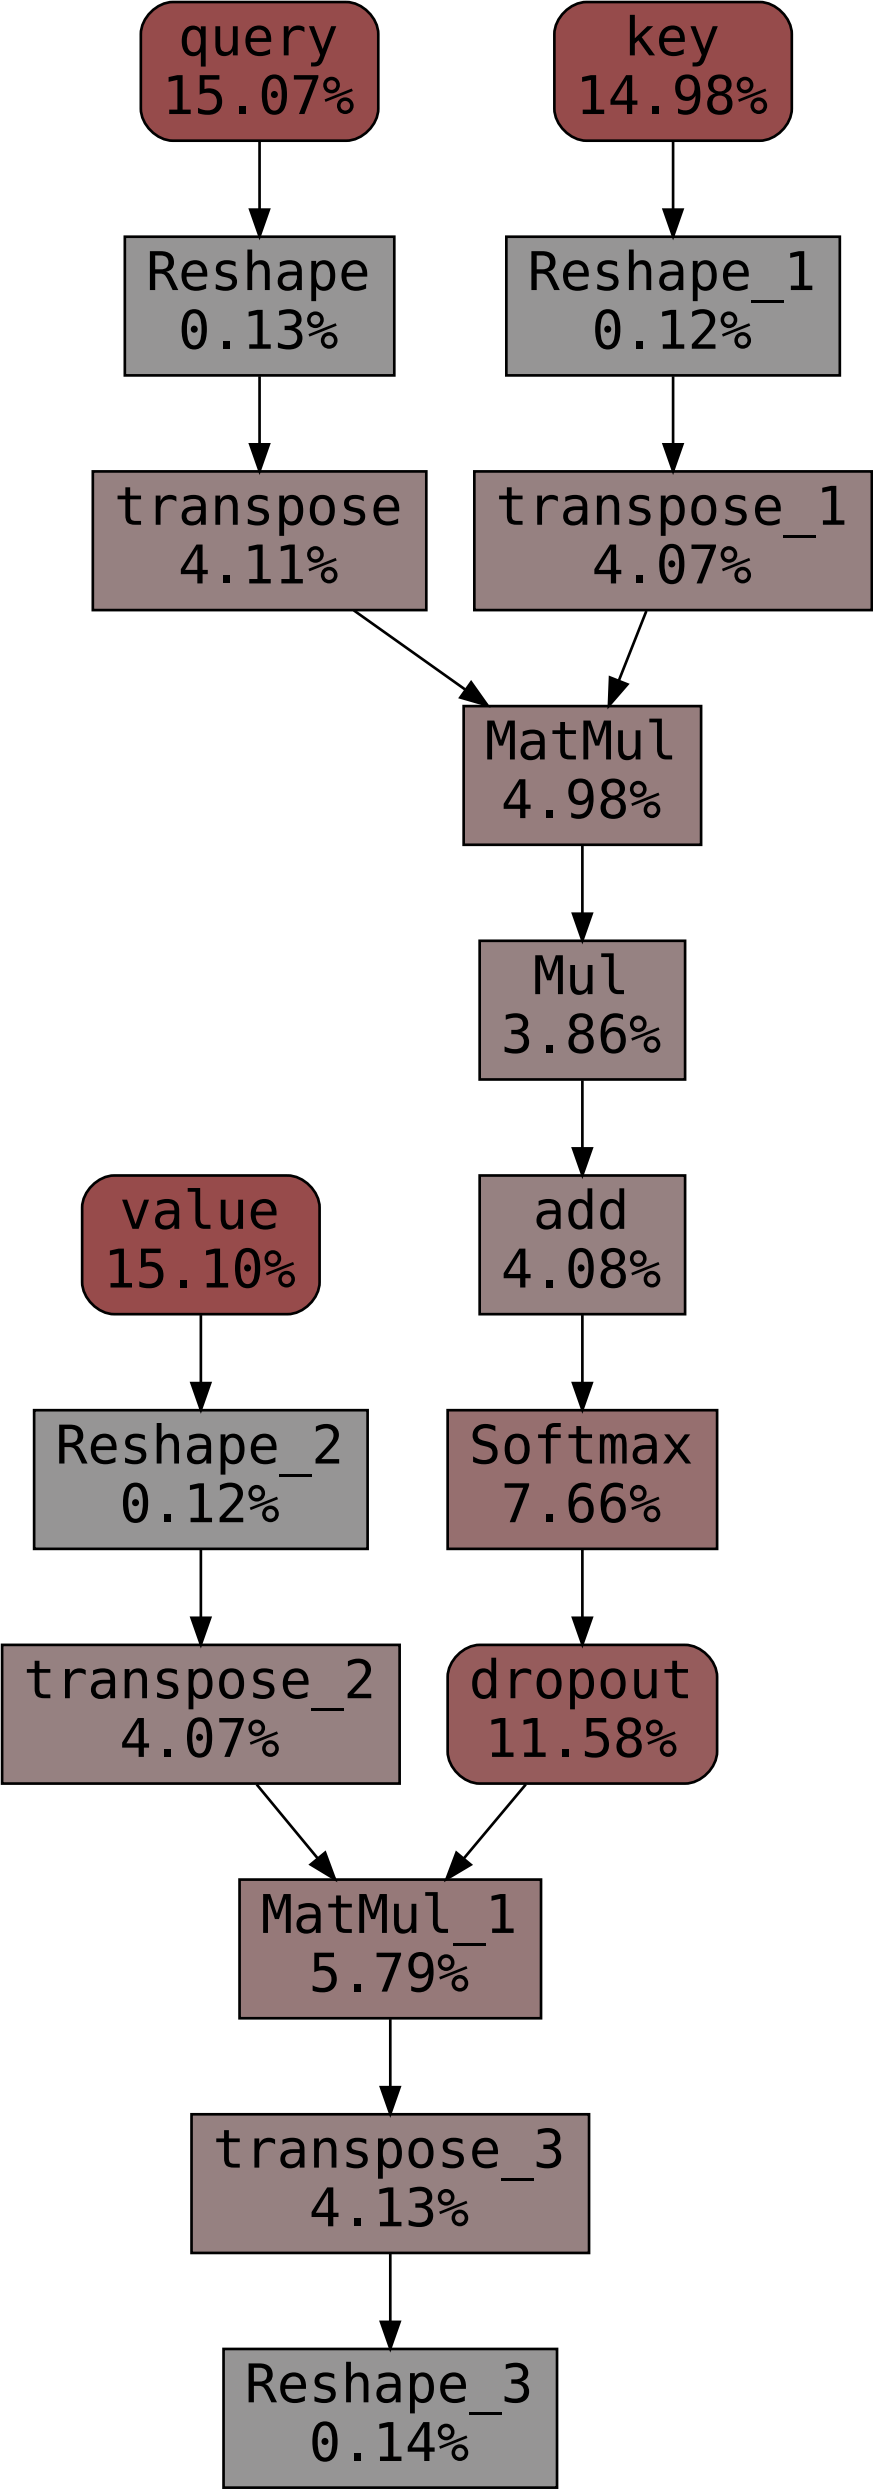 query
15.07%
key
14.98%
Reshape
0.13%
Reshape_1
0.12%
transpose
4.11%
transpose_1
4.07%
MatMul
4.98%
Mul
3.86%
value
15.10%
add
4.08%
Reshape_2
0.12%
Softmax
7.66%
transpose_2
4.07%
dropout
11.58%
MatMul_1
5.79%
transpose_3
4.13%
Reshape_3
0.14%